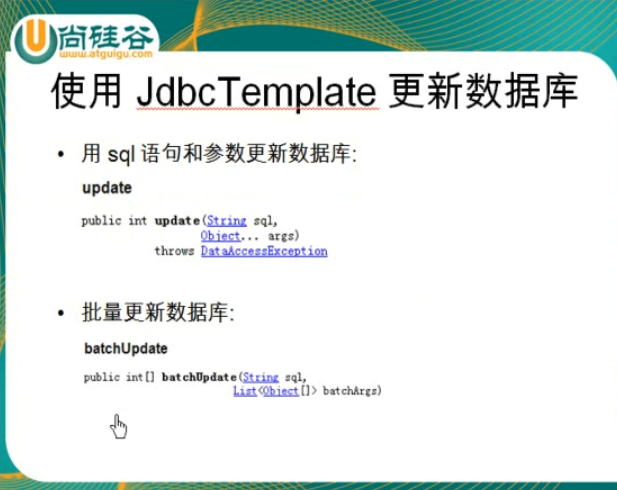 尚硅谷
www.atguigu.com
使用 JdbcTemplate 更新数据库
• 用 sql 语句和参数更新数据库:
update
public int update(String sql,
Object... args)
throws DataAccessException
• 批量更新数据库:
batchUpdate
public int[] batchUpdate(String sql,
List<Object[]> batchArgs)